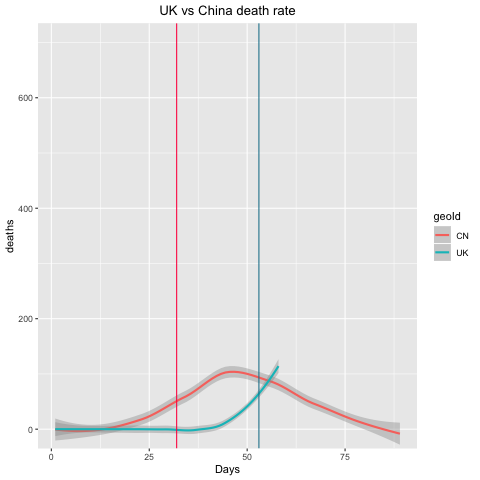 UK vs China death rate
600
400
200
0
deaths
0 25 50 75
Days
geoId
CN
UK